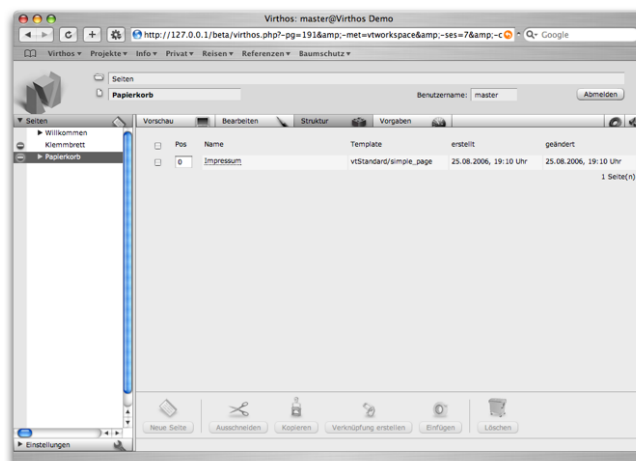 Virthos: master@Virthos Demo
http://127.0.0.1/beta/virthos.php?-pg=191&amp;-met=vtworkspace&amp;-ses=7&amp;-c Google
Virthos Projekte Info Privat Reisen Referenzen Baumschutz
Seiten
Papierkorb Benutzername: master Abmelden
Seiten Vorschau Bearbeiten Struktur Vorgaben
Willkommen
Klemmbrett
Papierkorb
Pos Name Template erstellt geändert
0 Impressum vtStandard/simple_page 25.08.2006, 19:10 Uhr 25.08.2006, 19:10 Uhr
1 Seite(n)
Neue Seite Ausschneiden Kopieren Verknüpfung erstellen Einfügen Löschen
Einstellungen